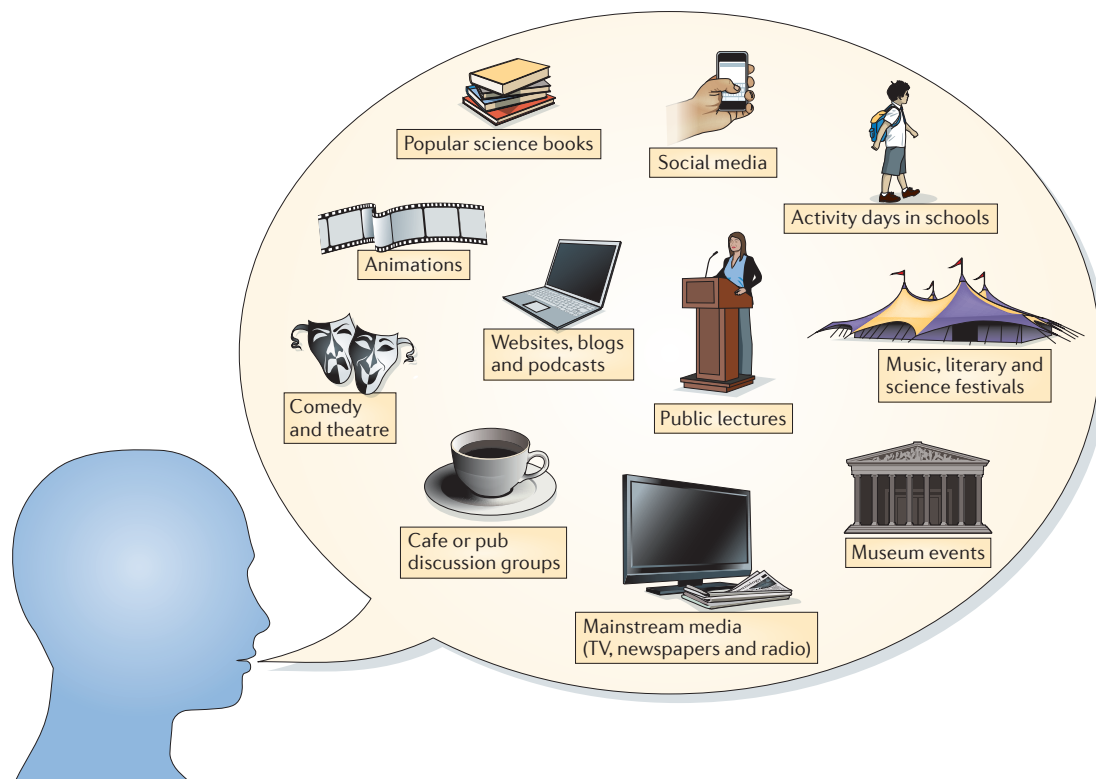 Popular science books
Social media
Activity days in schools
Animations
Websites, blogs
and podcasts
Music, literary and
science festivals
Comedy
and theatre
Public lectures
Cafe or pub
discussion groups
Museum events
Mainstream media
(TV, newspapers and radio)